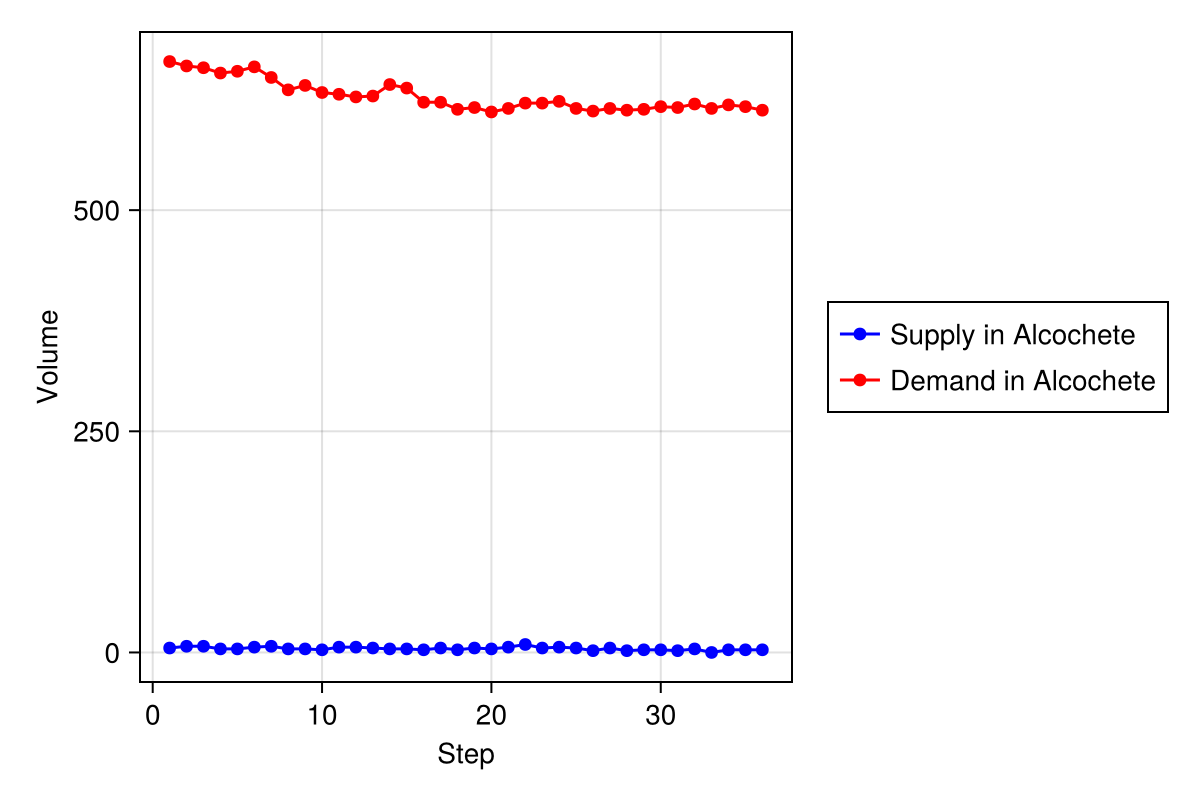 500
250
0
Volume
0 10 20 30
Step
Supply in Alcochete
Demand in Alcochete